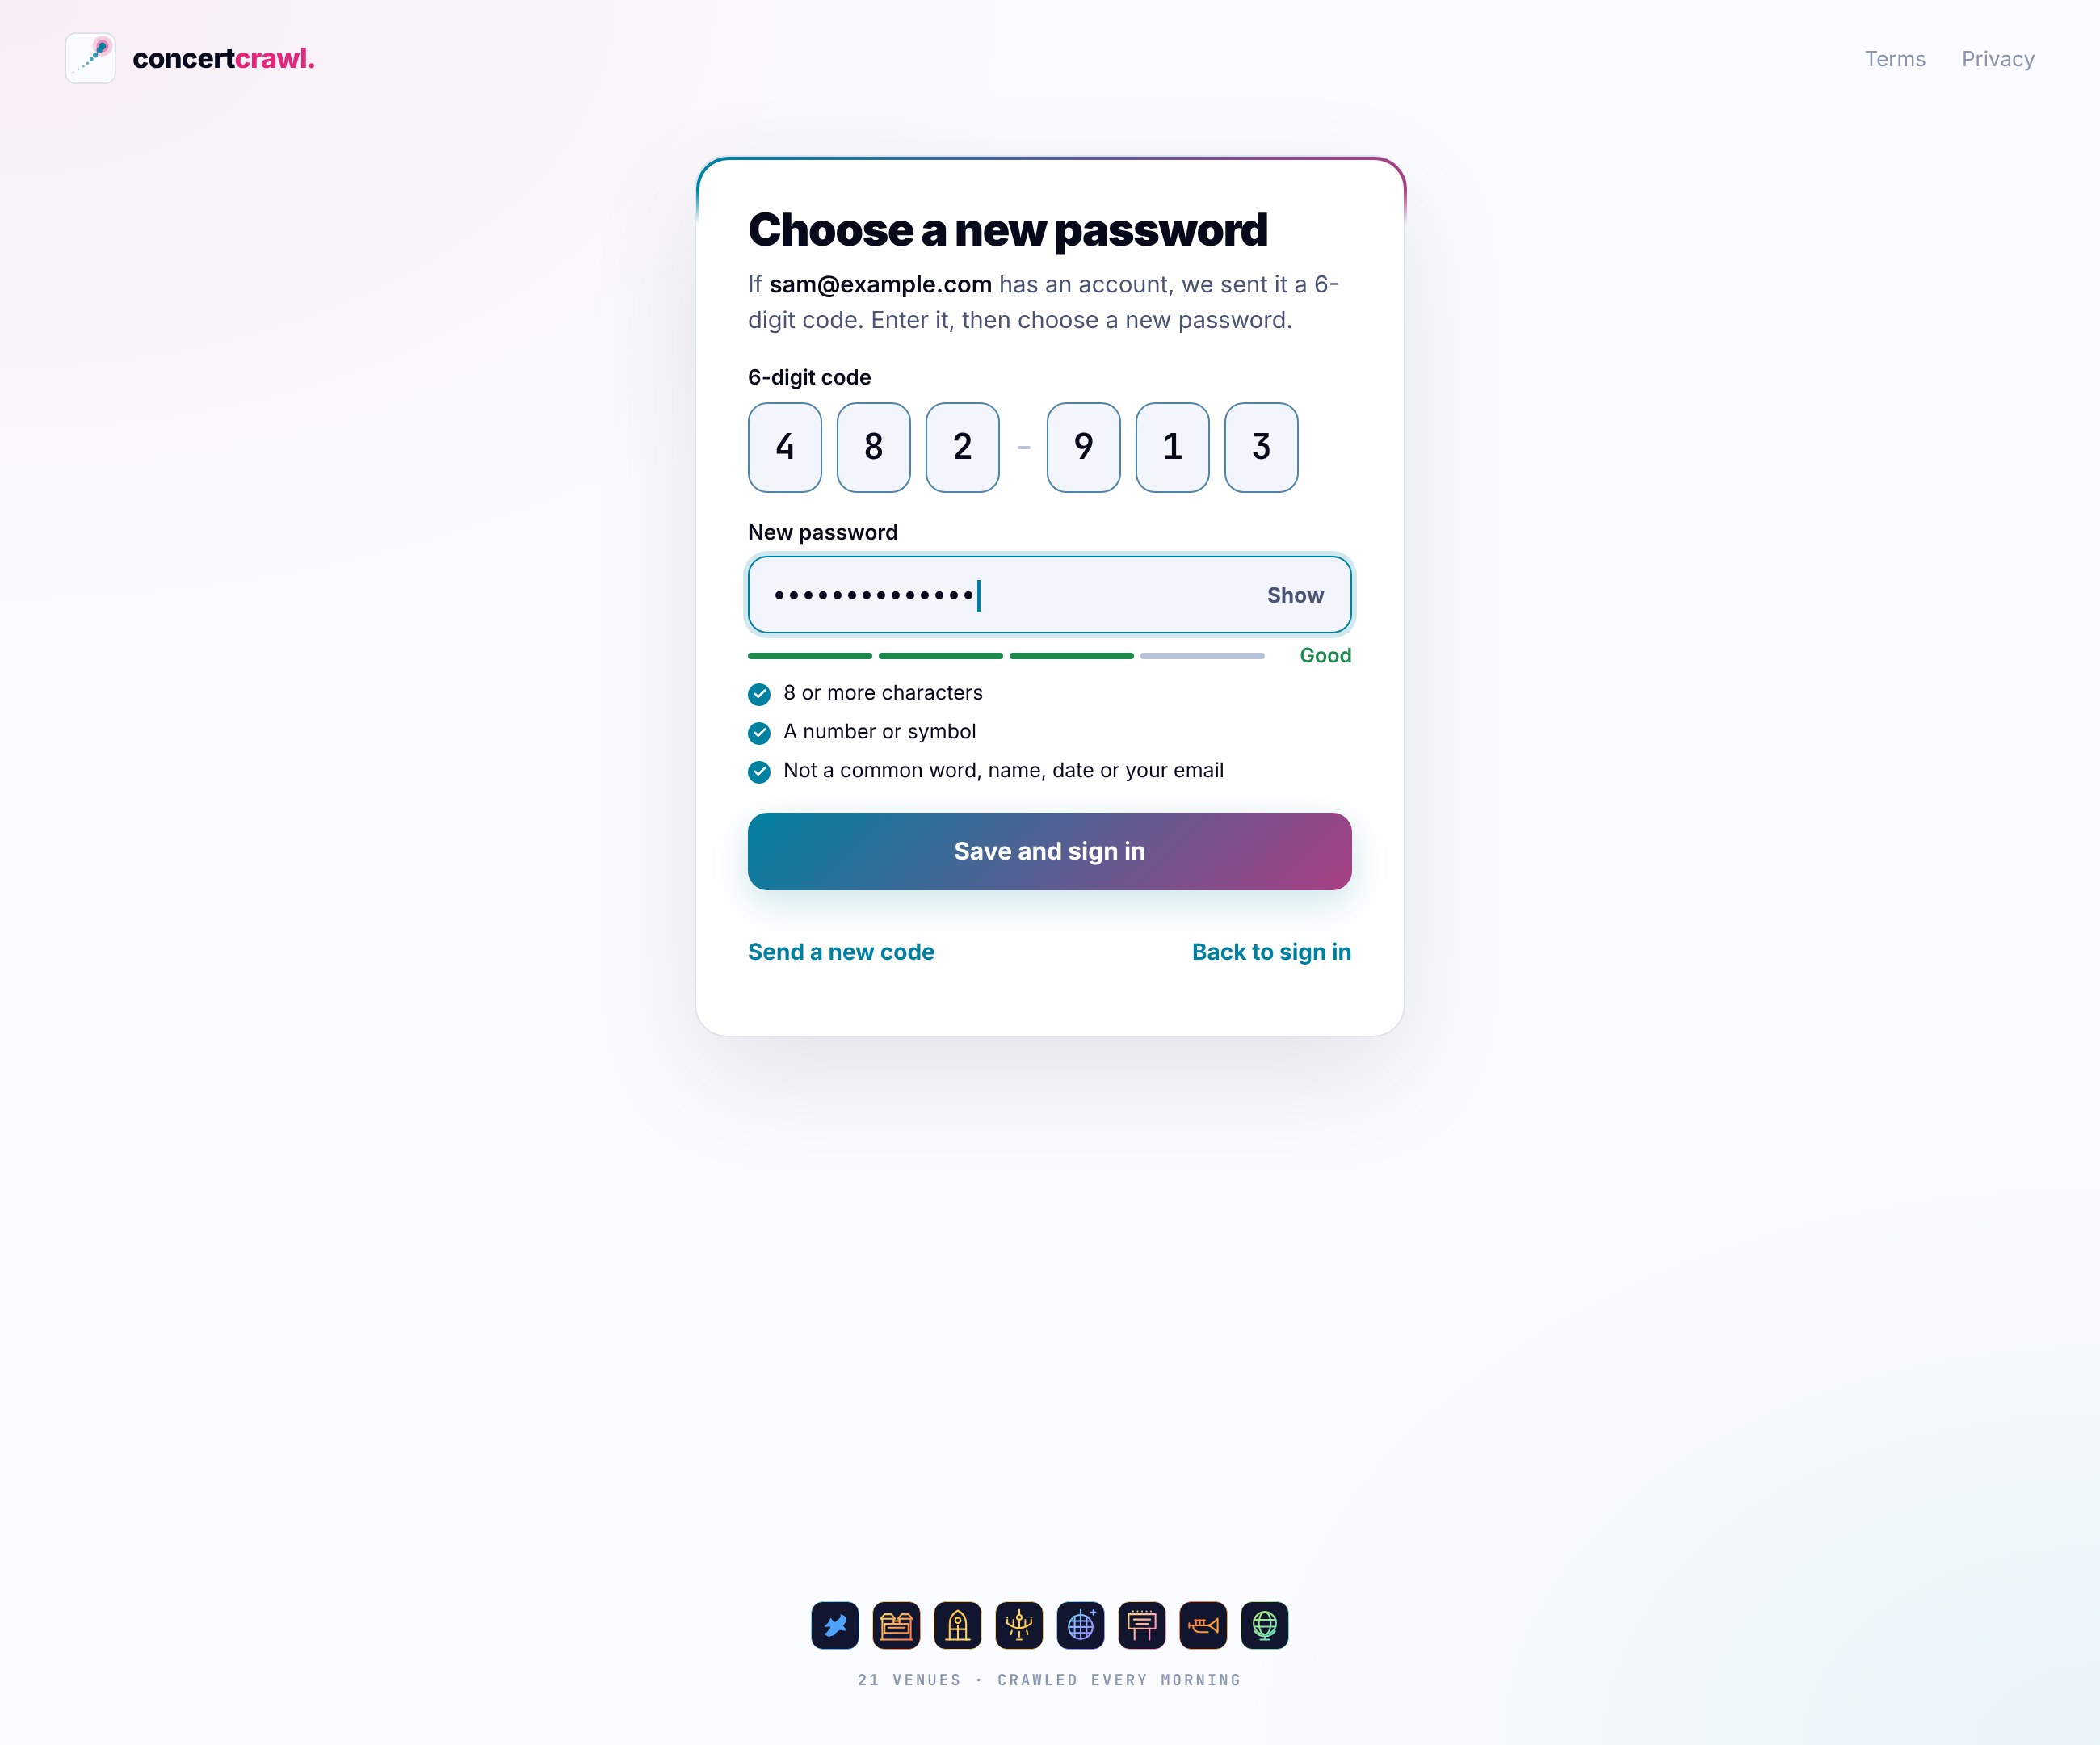 concertcrawl.
Terms Privacy
Choose a new password
If sam@example.com has an account, we sent it a 6-
digit code. Enter it, then choose a new password.
6-digit code
4 8 2 – 9 1 3
New password
•••••••••••••• Show
Good
8 or more characters
A number or symbol
Not a common word, name, date or your email
Save and sign in
Send a new code Back to sign in
21 VENUES · CRAWLED EVERY MORNING